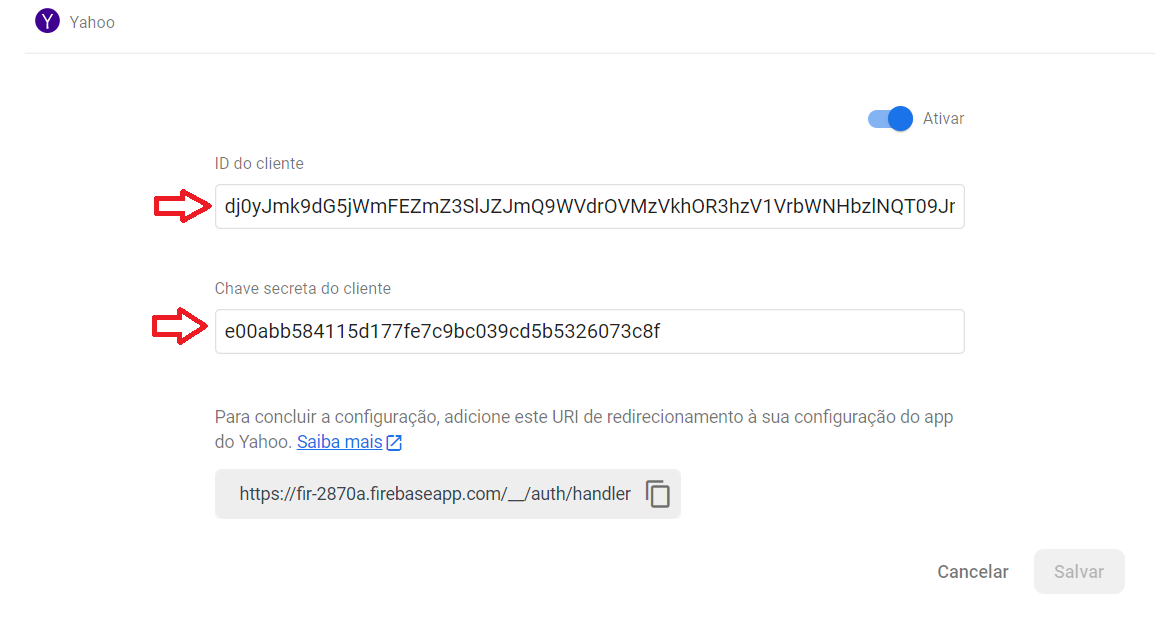 Y Yahoo
Ativar
ID do cliente
dj0yJmk9dG5jWmFEZmZ3SlJZJmQ9WVdrOVMzVkhOR3hzV1VrbWNHbzlNQT09Jr
Chave secreta do cliente
e00abb584115d177fe7c9bc039cd5b5326073c8f
Para concluir a configuração, adicione este URI de redirecionamento à sua configuração do app
do Yahoo. Saiba mais
https://fir-2870a.firebaseapp.com/__/auth/handler
Cancelar Salvar